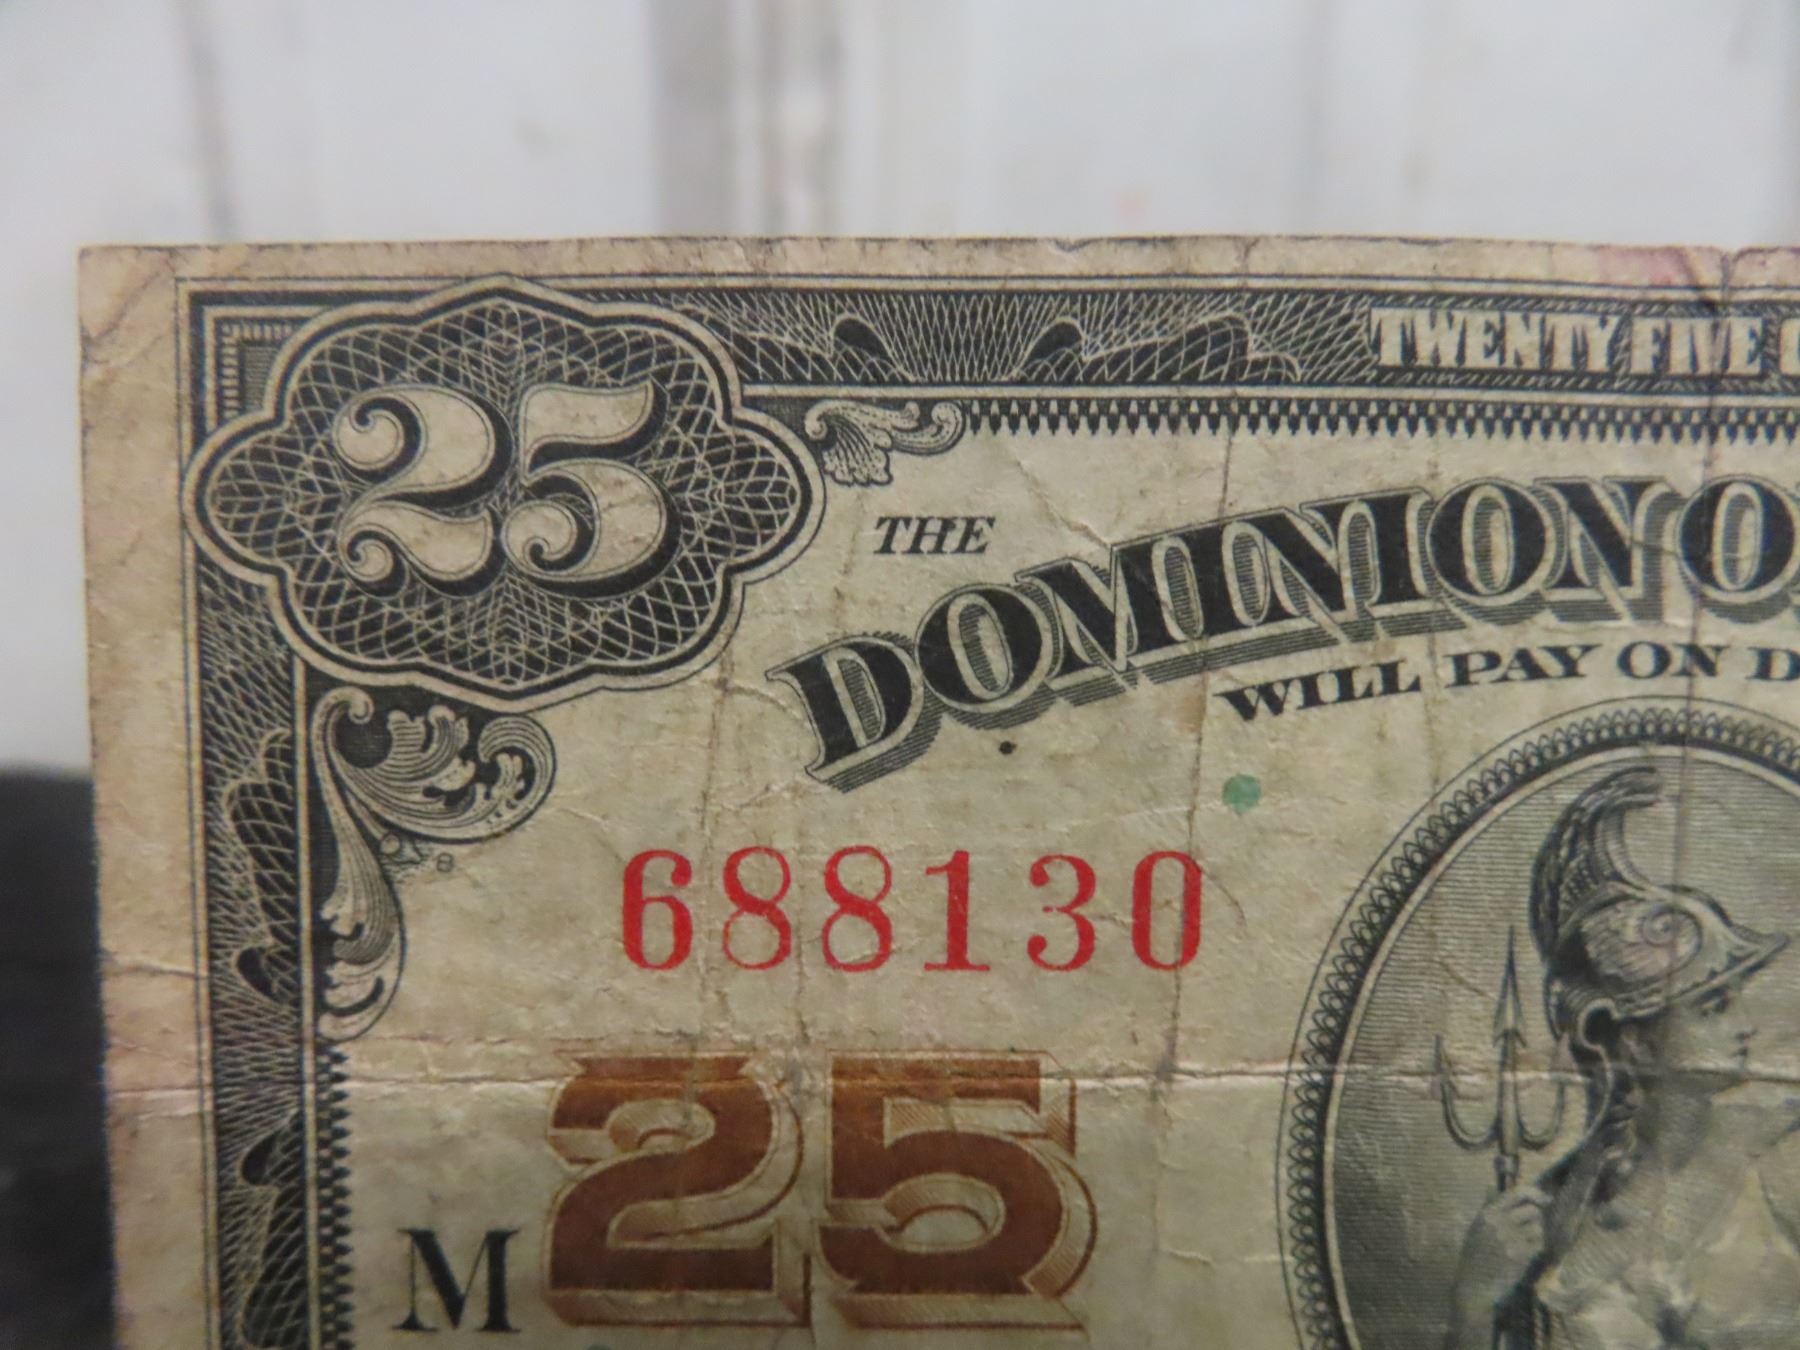 TWENTY FIVE
25
THE
DOMINION
WILL PAY ON
688130
25
M